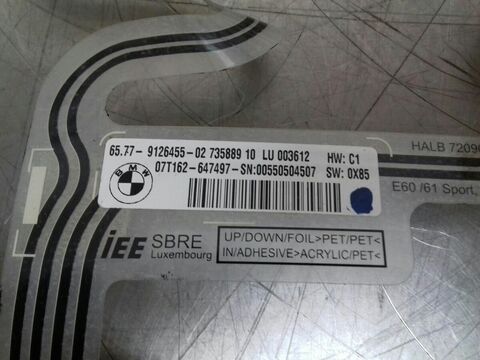 65.77- 9126455-02 735889 10 LU 003612 HW: C1
07T162-647497-SN:00550504507 SW: 0X85
BMW
HALB
E60 /61 Sport,
iEE SBRE
Luxembourg
UP/DOWN/FOIL>PET/PET<
IN/ADHESIVE>ACRYLIC/PET<